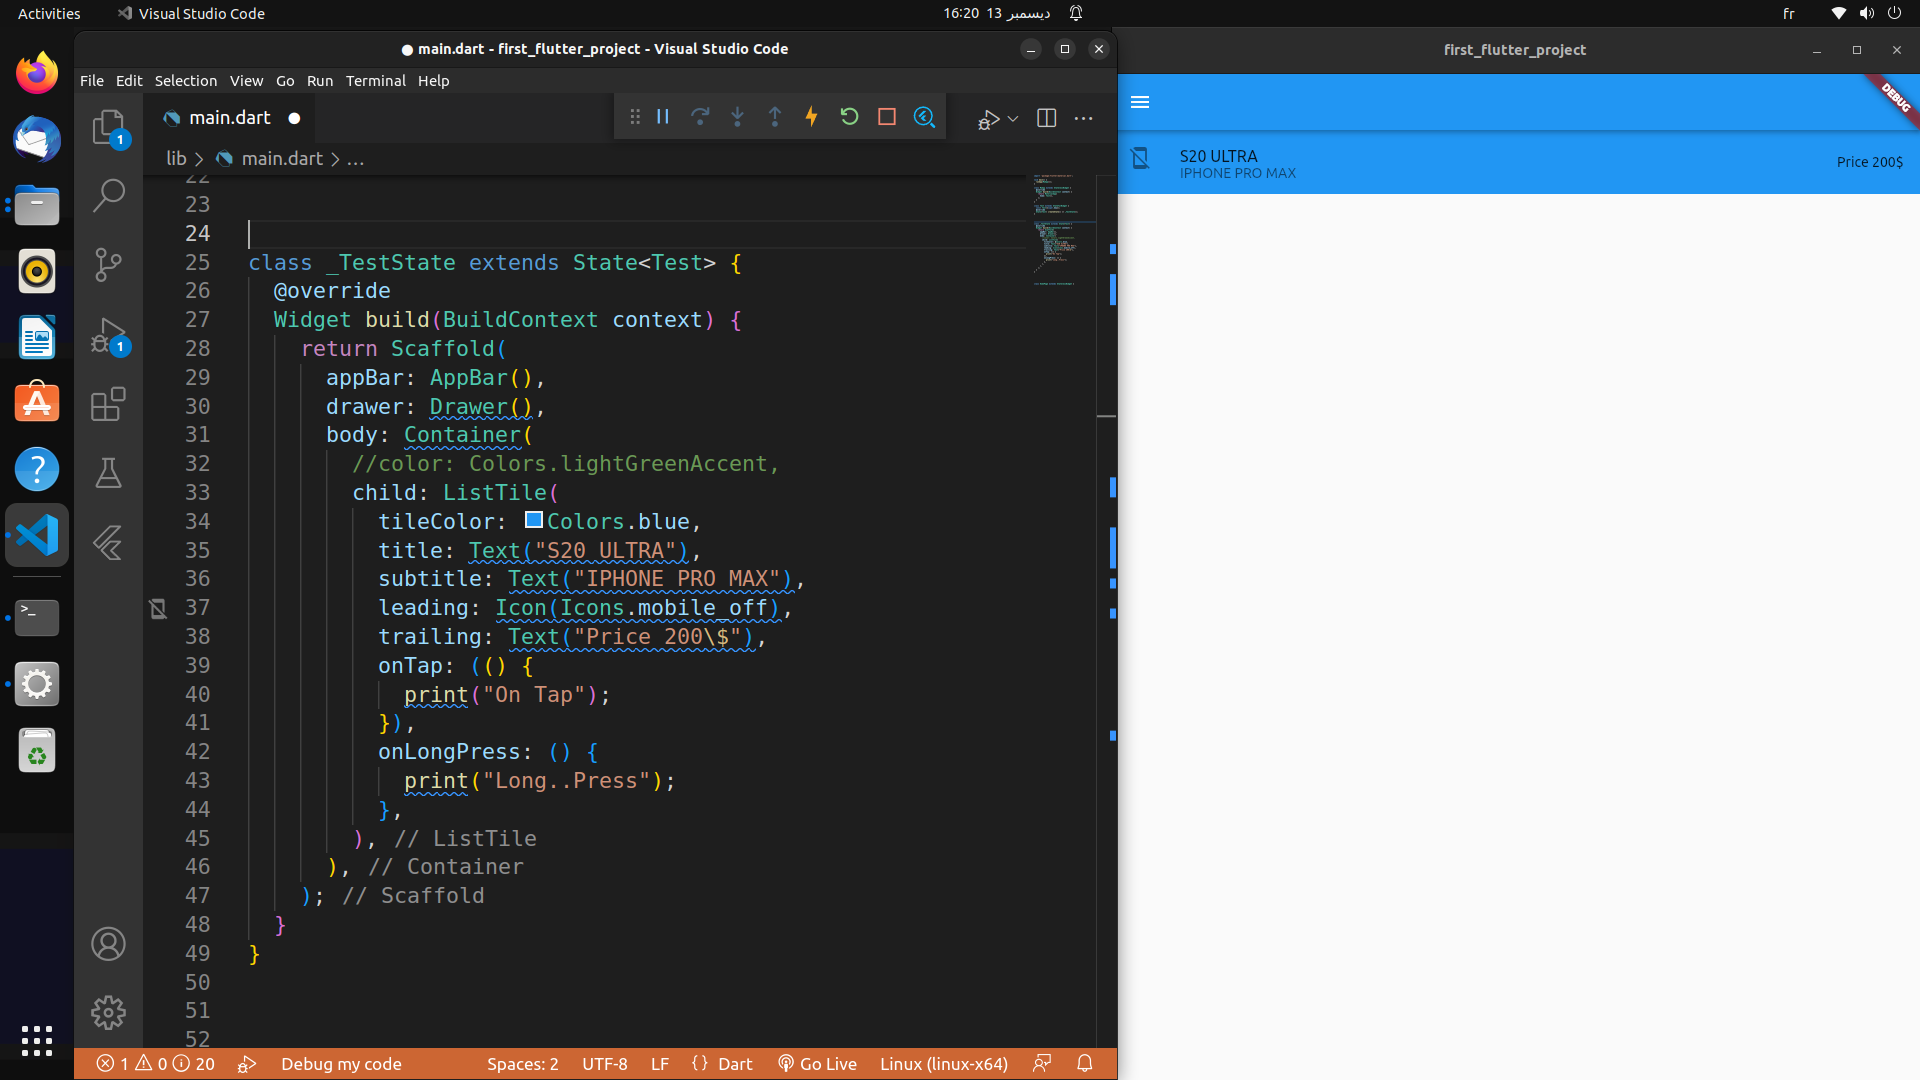 Activities
Visual Studio Code
16:20 13 ديسمبر
fr
● main.dart - first_flutter_project - Visual Studio Code
File Edit Selection View Go Run Terminal Help
main.dart
lib > main.dart > ...
22
23
24
25 class _TestState extends State<Test> {
26 @override
27 Widget build(BuildContext context) {
28 return Scaffold(
29 appBar: AppBar(),
30 drawer: Drawer(),
31 body: Container(
32 //color: Colors.lightGreenAccent,
33 child: ListTile(
34 tileColor: Colors.blue,
35 title: Text("S20 ULTRA"),
36 subtitle: Text("IPHONE PRO MAX"),
37 leading: Icon(Icons.mobile_off),
38 trailing: Text("Price 200\$"),
39 onTap: (() {
40 print("On Tap");
41 }),
42 onLongPress: () {
43 print("Long..Press");
44 },
45 ), // ListTile
46 ), // Container
47 ); // Scaffold
48 }
49 }
50
51
52
1
1
1 0 20 Debug my code Spaces: 2 UTF-8 LF {} Dart Go Live Linux (linux-x64)
first_flutter_project
DEBUG
S20 ULTRA
IPHONE PRO MAX
Price 200$